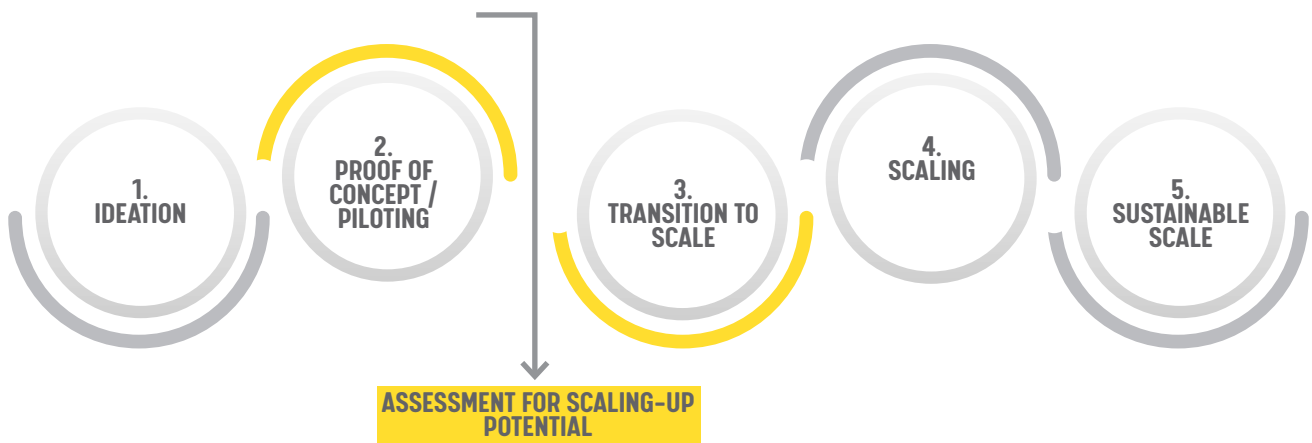 1.
IDEATION
2.
PROOF OF
CONCEPT /
PILOTING
3.
TRANSITION TO
SCALE
4.
SCALING
5.
SUSTAINABLE
SCALE
ASSESSMENT FOR SCALING-UP
POTENTIAL